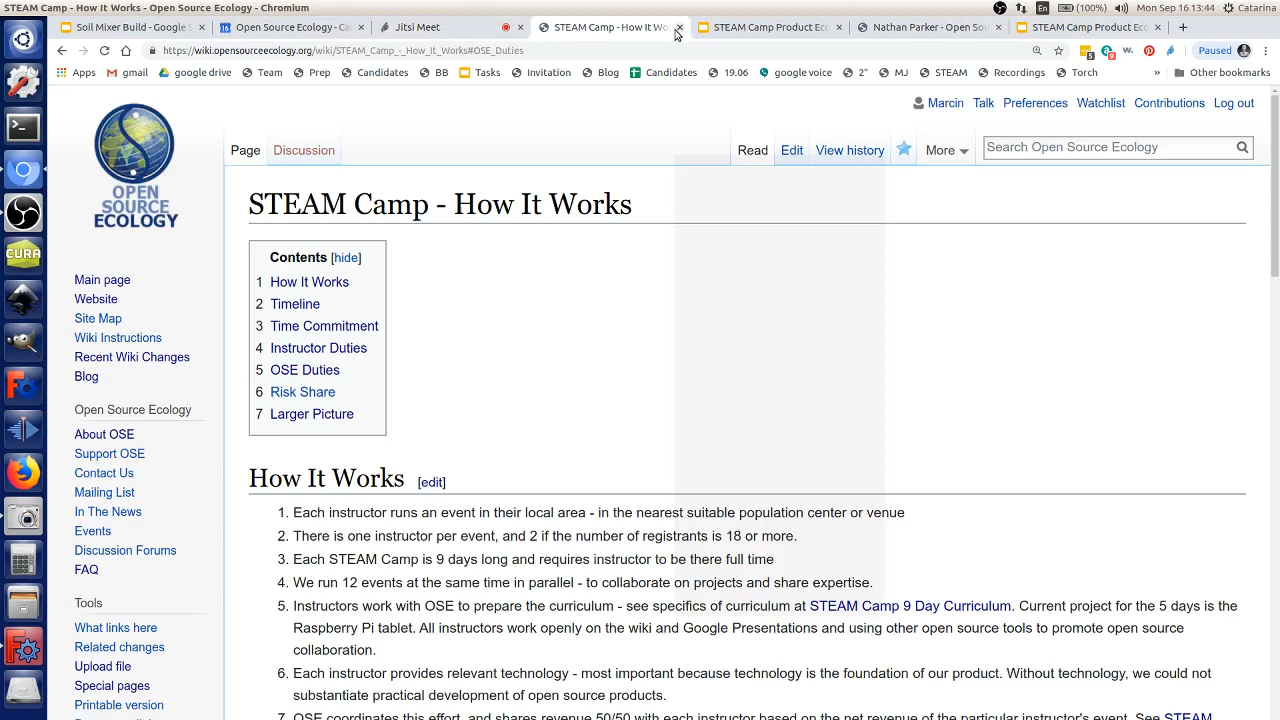 STEAM Camp - How It Works - Open Source Ecology - Chromium
En (100%) Mon Sep 16 13:44 Catarina
Soil Mixer Build - Google S
Open Source Ecology - Cal
Jitsi Meet
STEAM Camp - How It Wo
STEAM Camp Product Eco
Nathan Parker - Open Sou
STEAM Camp Product Eco
https://wiki.opensourceecology.org/wiki/STEAM_Camp_-_How_It_Works#OSE_Duties
Paused
Apps gmail google drive Team Prep Candidates BB Tasks Invitation Blog Candidates 19.06 google voice 2" MJ STEAM Recordings Torch » Other bookmarks
Marcin Talk Preferences Watchlist Contributions Log out
Page Discussion Read Edit View history More Search Open Source Ecology
OPEN
SOURCE
ECOLOGY
Main page
Website
Site Map
Wiki Instructions
Recent Wiki Changes
Blog
Open Source Ecology
About OSE
Support OSE
Contact Us
Mailing List
In The News
Events
Discussion Forums
FAQ
Tools
What links here
Related changes
Upload file
Special pages
Printable version
STEAM Camp - How It Works
Contents [hide]
1 How It Works
2 Timeline
3 Time Commitment
4 Instructor Duties
5 OSE Duties
6 Risk Share
7 Larger Picture
How It Works [edit]
1. Each instructor runs an event in their local area - in the nearest suitable population center or venue
2. There is one instructor per event, and 2 if the number of registrants is 18 or more.
3. Each STEAM Camp is 9 days long and requires instructor to be there full time
4. We run 12 events at the same time in parallel - to collaborate on projects and share expertise
5. Instructors work with OSE to prepare the curriculum - see specifics of curriculum at STEAM Camp 9 Day Curriculum. Current project for the 5 days is the
Raspberry Pi tablet. All instructors work openly on the wiki and Google Presentations and using other open source tools to promote open source
collaboration.
6. Each instructor provides relevant technology - most important because technology is the foundation of our product. Without technology, we could not
substantiate practical development of open source products.
7. OSE coordinates this effort, and shares revenue 50/50 with each instructor based on the net revenue of the particular instructor's event. See STEAM
CURA